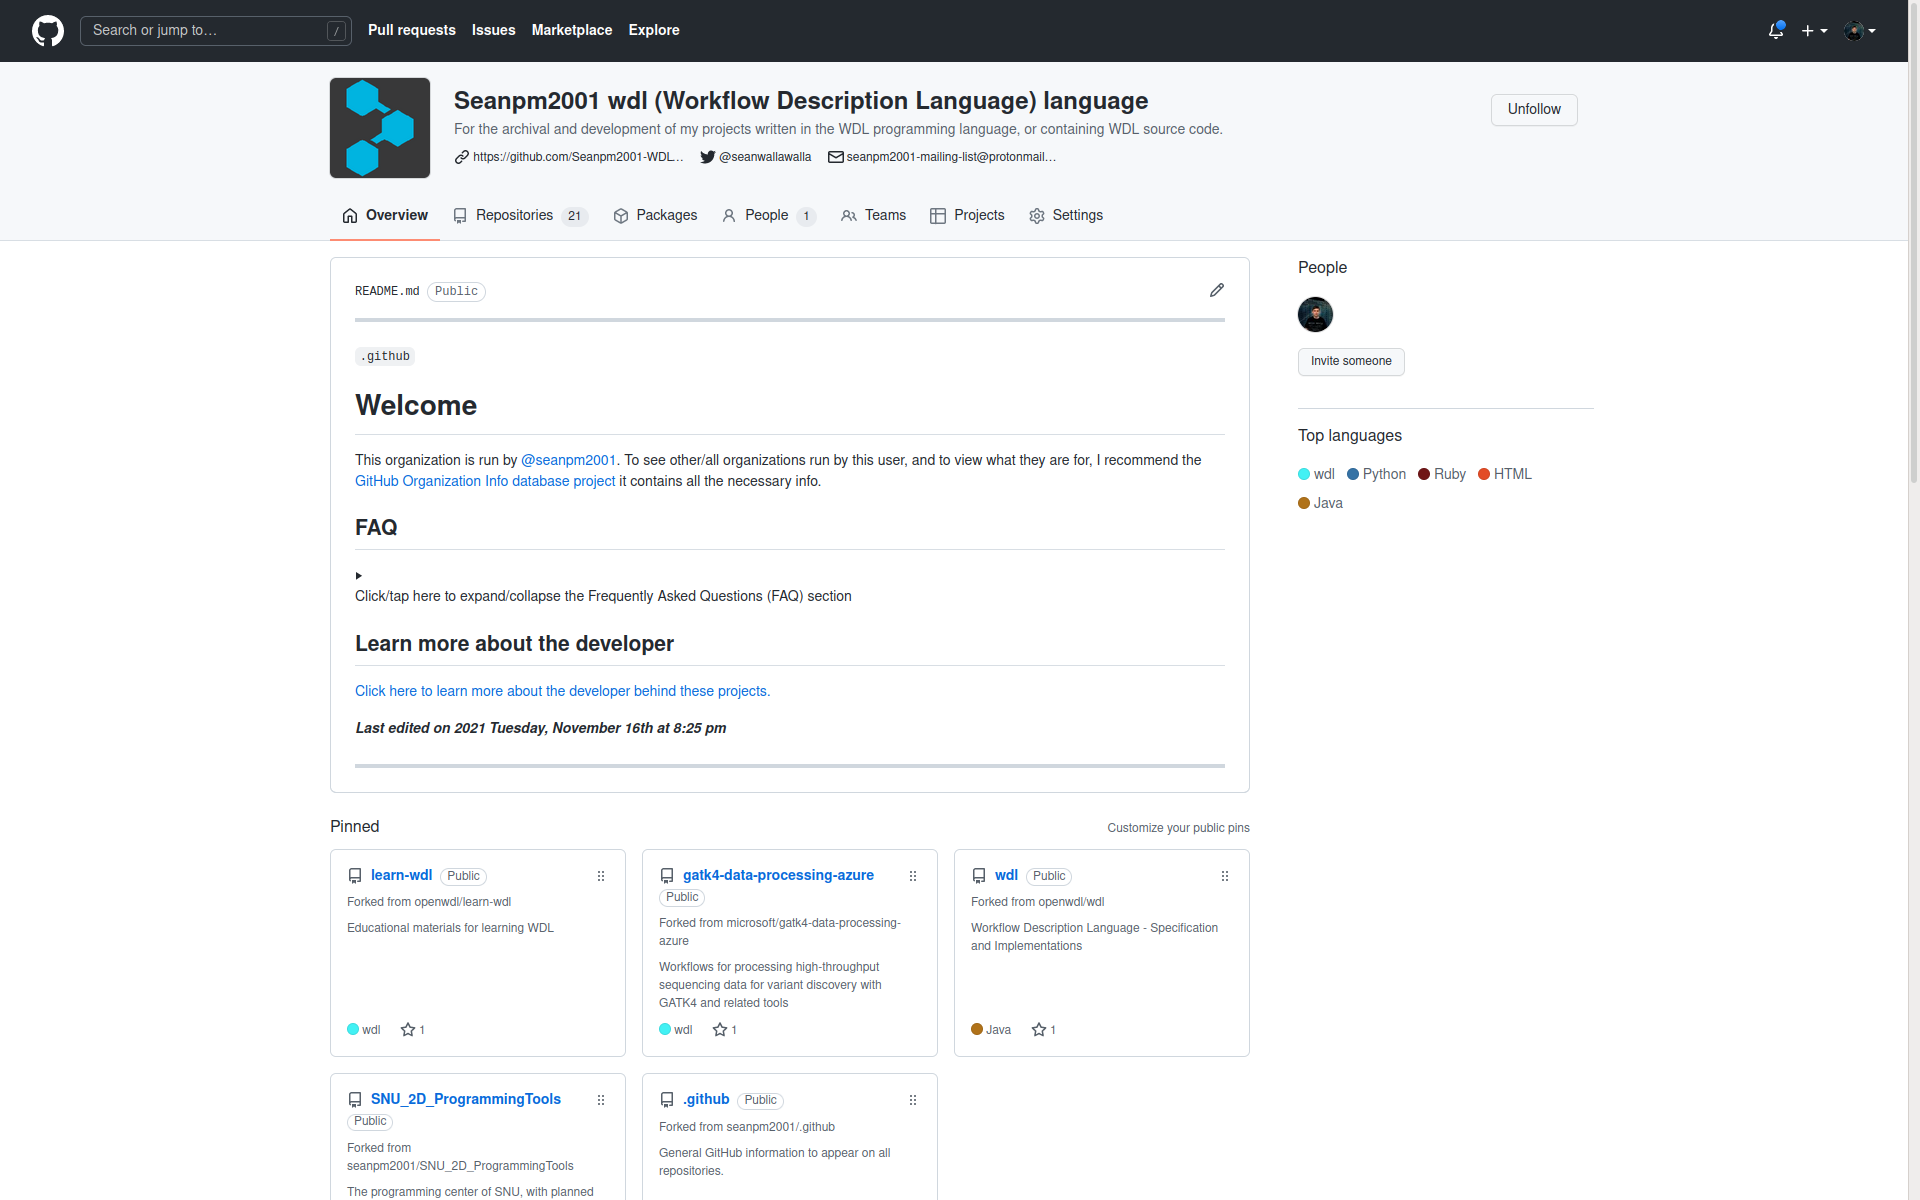 Search or jump to…
/
Pull requests
Issues
Marketplace
Explore
Seanpm2001 wdl (Workflow Description Language) language
For the archival and development of my projects written in the WDL programming language, or containing WDL source code.
https://github.com/Seanpm2001-WDL…
@seanwallawalla
seanpm2001-mailing-list@protonmail…
Unfollow
Overview
Repositories 21
Packages
People 1
Teams
Projects
Settings
README.md Public
.github
Welcome
This organization is run by @seanpm2001. To see other/all organizations run by this user, and to view what they are for, I recommend the
GitHub Organization Info database project it contains all the necessary info.
FAQ
Click/tap here to expand/collapse the Frequently Asked Questions (FAQ) section
Learn more about the developer
Click here to learn more about the developer behind these projects.
Last edited on 2021 Tuesday, November 16th at 8:25 pm
People
Invite someone
Top languages
wdl Python Ruby HTML
Java
Pinned
Customize your public pins
learn-wdl Public
Forked from openwdl/learn-wdl
Educational materials for learning WDL
wdl 1
gatk4-data-processing-azure
Public
Forked from microsoft/gatk4-data-processing-
azure
Workflows for processing high-throughput
sequencing data for variant discovery with
GATK4 and related tools
wdl 1
wdl Public
Forked from openwdl/wdl
Workflow Description Language - Specification
and Implementations
Java 1
SNU_2D_ProgrammingTools
Public
Forked from
seanpm2001/SNU_2D_ProgrammingTools
The programming center of SNU, with planned
.github Public
Forked from seanpm2001/.github
General GitHub information to appear on all
repositories.